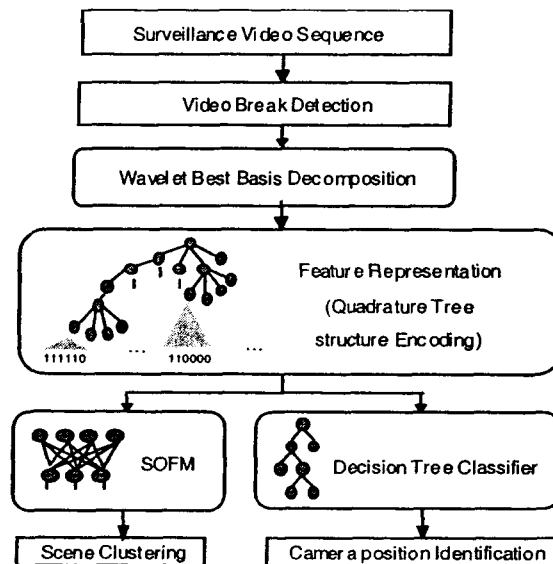 Surveillance Video Sequence
Video Break Detection
Wavelet Best Basis Decomposition
Feature Representation
(Quadrature Tree
structure Encoding)
111110 ... 110000 ...
SOFM
Decision Tree Classifier
Scene Clustering
Camera position Identification